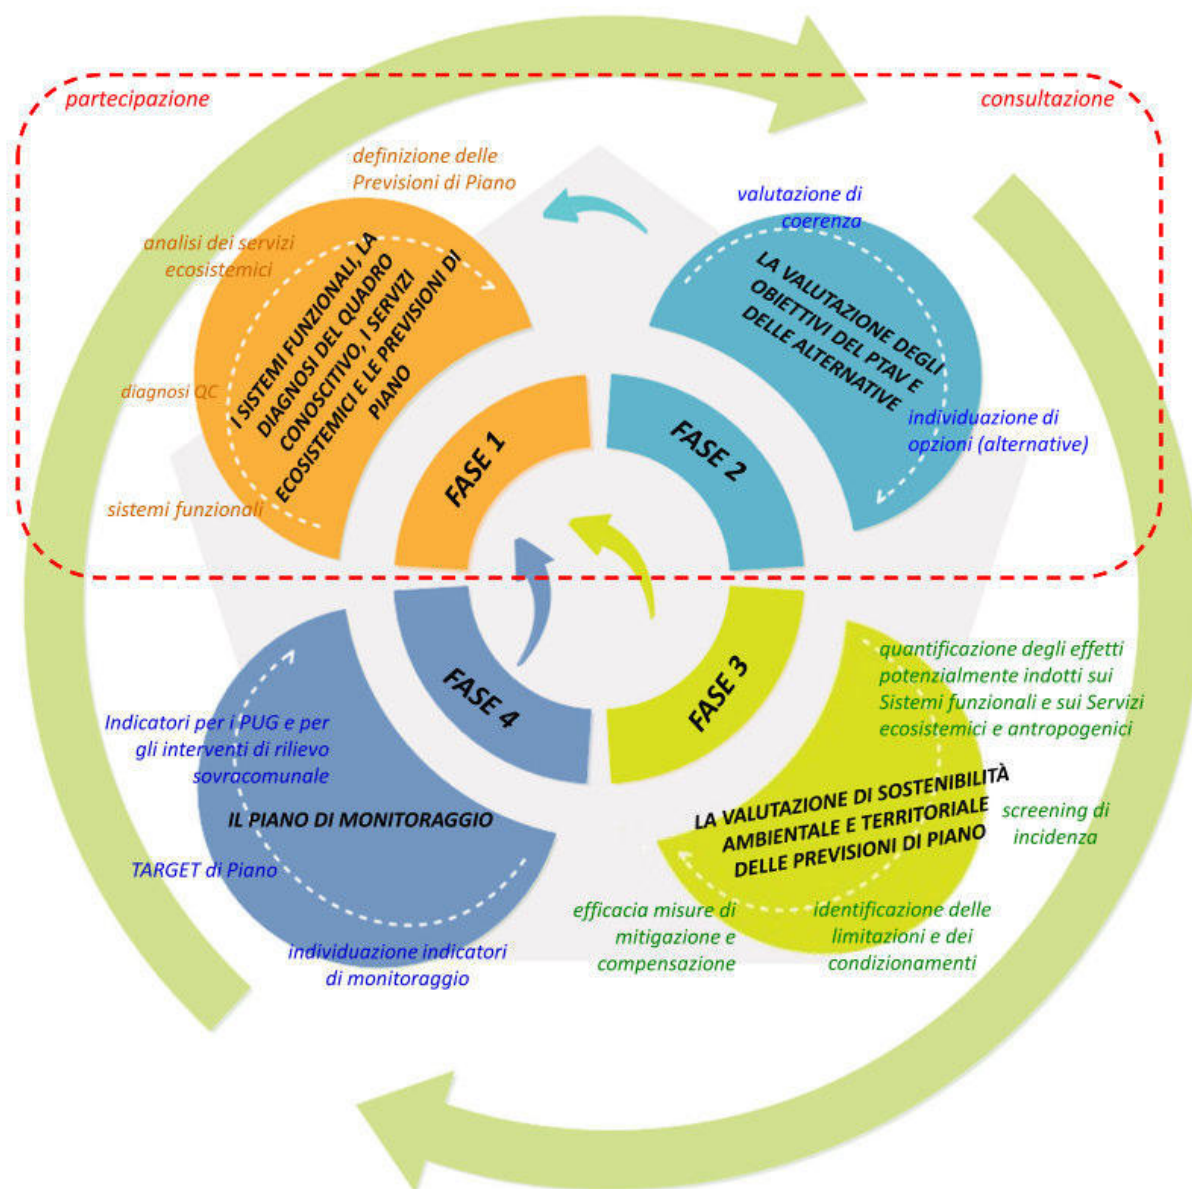 partecipazione
consultazione
definizione delle
Previsioni di Piano
analisi dei servizi
ecosistemici
diagnosi QC
sistemi funzionali
I SISTEMI FUNZIONALI, LA
DIAGNOSI DEL QUADRO
CONOSCITIVO, I SERVIZI
ECOSISTEMICI E LE PREVISIONI DI
PIANO
FASE 1
valutazione di
coerenza
LA VALUTAZIONE DEGLI
OBIETTIVI DEL PTAV E
DELLE ALTERNATIVE
individuazione di
opzioni (alternative)
FASE 2
FASE 3
quantificazione degli effetti
potenzialmente indotti sui
Sistemi funzionali e sui Servizi
ecosistemici e antropogenici
LA VALUTAZIONE DI SOSTENIBILITÀ
AMBIENTALE E TERRITORIALE
DELLE PREVISIONI DI PIANO
screening di
incidenza
identificazione delle
limitazioni e dei
condizionamenti
efficacia misure di
mitigazione e
compensazione
FASE 4
Indicatori per i PUG e per
gli interventi di rilievo
sovracomunale
IL PIANO DI MONITORAGGIO
TARGET di Piano
individuazione indicatori
di monitoraggio